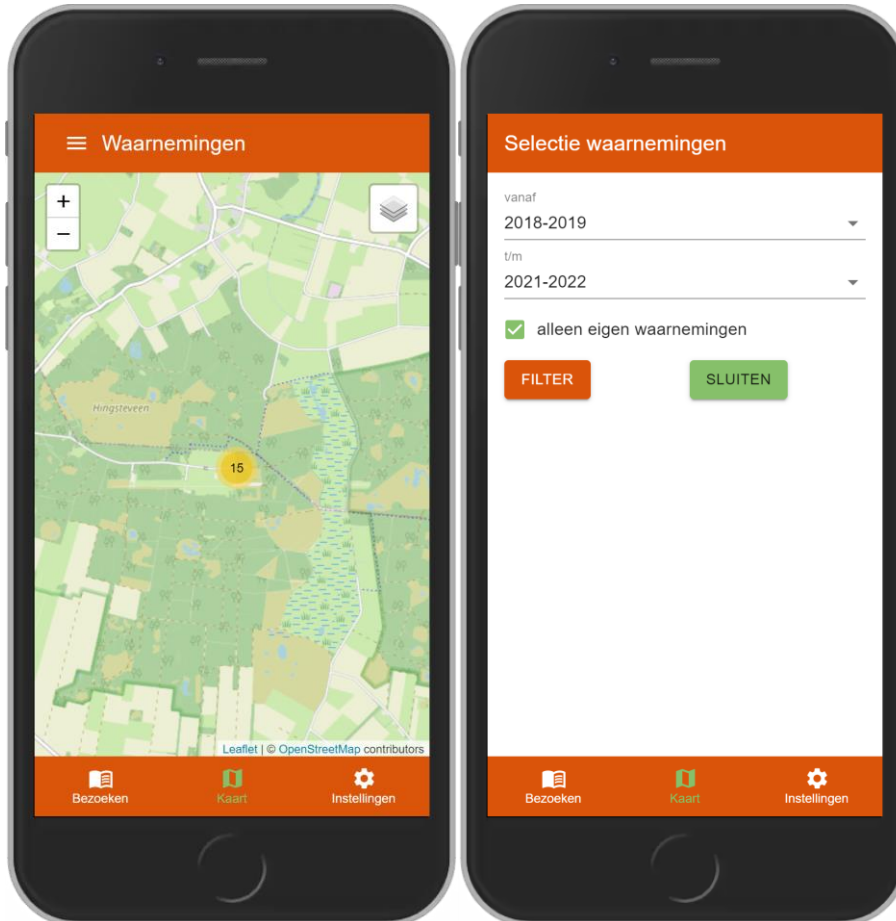 Waarnemingen
+
−
Hingsteveen
15
Leaflet | © OpenStreetMap contributors
Bezoeken
Kaart
Instellingen
Selectie waarnemingen
vanaf
2018-2019
t/m
2021-2022
alleen eigen waarnemingen
FILTER
SLUITEN
Bezoeken
Kaart
Instellingen